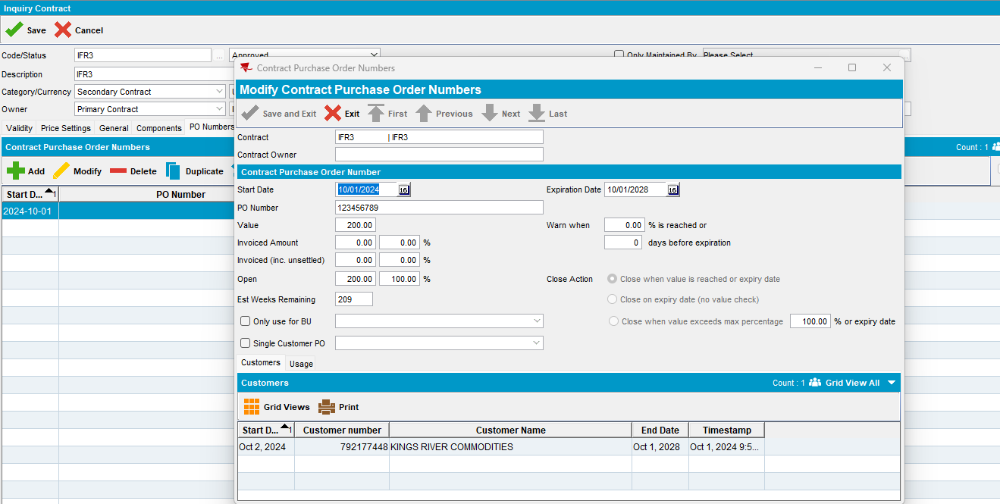 Inquiry Contract
Save Cancel
Code/Status IFR3 ... Approved Only Maintained By Please Select ...
Description IFR3
Category/Currency Secondary Contract
Owner Primary Contract
Validity Price Settings General Components PO Numbers
Contract Purchase Order Numbers Count : 1
Add Modify Delete Duplicate
Start D... 1 PO Number
2024-10-01
Contract Purchase Order Numbers
Modify Contract Purchase Order Numbers
Save and Exit Exit First Previous Next Last
Contract IFR3 | IFR3
Contract Owner
Contract Purchase Order Number
Start Date 10/01/2024 16 Expiration Date 10/01/2028 16
PO Number 123456789
Value 200.00 Warn when 0.00 % is reached or
Invoiced Amount 0.00 0.00 % 0 days before expiration
Invoiced (inc. unsettled) 0.00 0.00 %
Open 200.00 100.00 % Close Action Close when value is reached or expiry date
Est Weeks Remaining 209 Close on expiry date (no value check)
Only use for BU Close when value exceeds max percentage 100.00 % or expiry date
Single Customer PO
Customers Usage
Customers Count : 1 Grid View All
Grid Views Print
Start D... 1 Customer number Customer Name End Date Timestamp
Oct 2, 2024 792177448 KINGS RIVER COMMODITIES Oct 1, 2028 Oct 1, 2024 9:5...